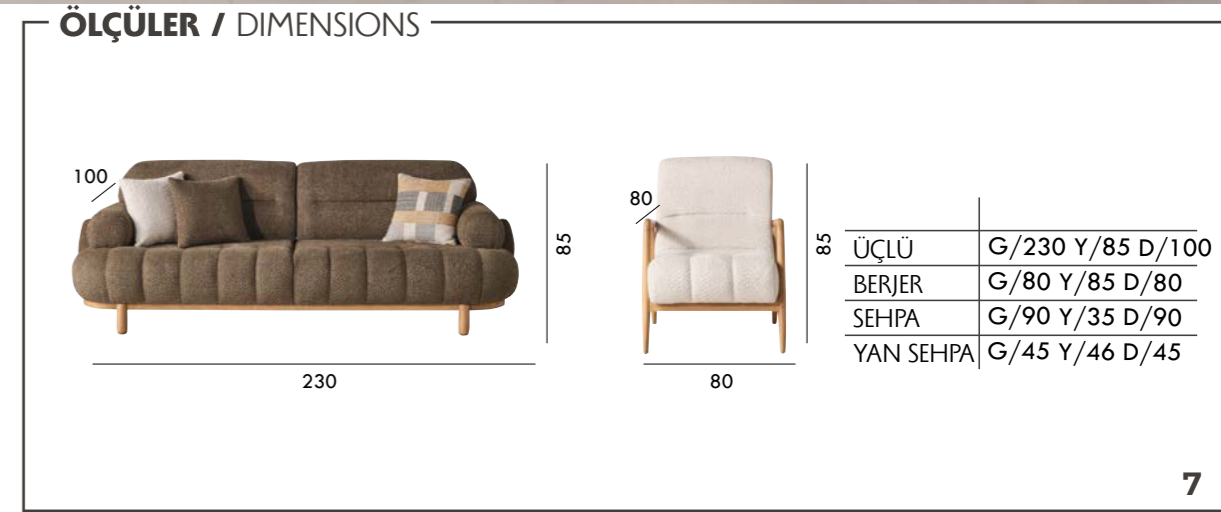 ÖLÇÜLER / DIMENSIONS
100
85
230
80
85
80
ÜÇLÜ G/230 Y/85 D/100
BERJER G/80 Y/85 D/80
SEHPA G/90 Y/35 D/90
YAN SEHPA G/45 Y/46 D/45
7